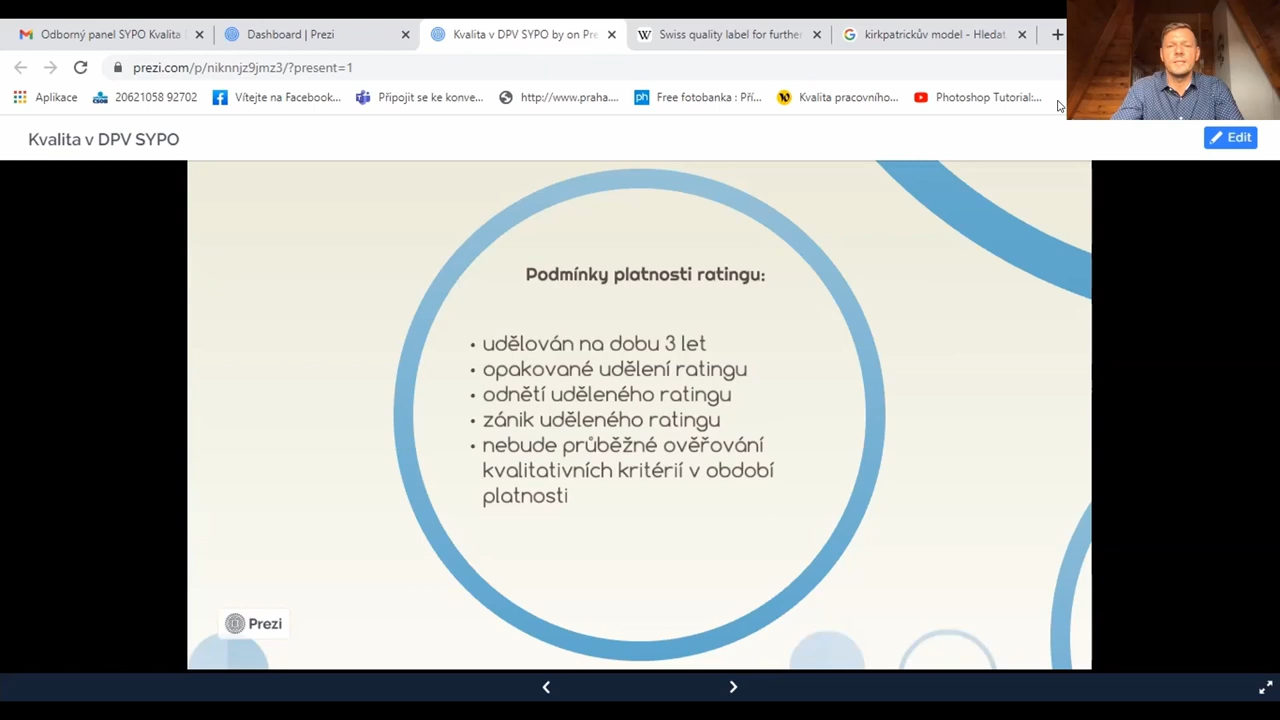 Odborný panel SYPO Kvalita
Dashboard | Prezi
Kvalita v DPV SYPO by on Pre
Swiss quality label for further
kirkpatrickův model - Hledat
prezi.com/p/niknnjz9jmz3/?present=1
Aplikace
20621058 92702
Vítejte na Facebook...
Připojit se ke konve...
http://www.praha....
Free fotobanka : Pří...
Kvalita pracovního...
Photoshop Tutorial:...
Kvalita v DPV SYPO
Edit
Podmínky platnosti ratingu:
• udělován na dobu 3 let
• opakované udělení ratingu
• odnětí uděleného ratingu
• zánik uděleného ratingu
• nebude průběžné ověřování
kvalitativních kritérií v období
platnosti
Prezi